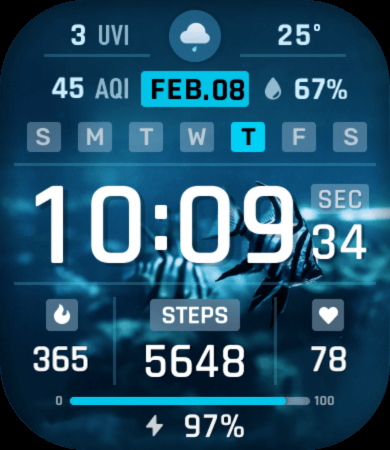 3 UVI 25°
45 AQI FEB.08 67%
S M T W T F S
10:09 SEC
34
STEPS
365 5648 78
0 100
97%